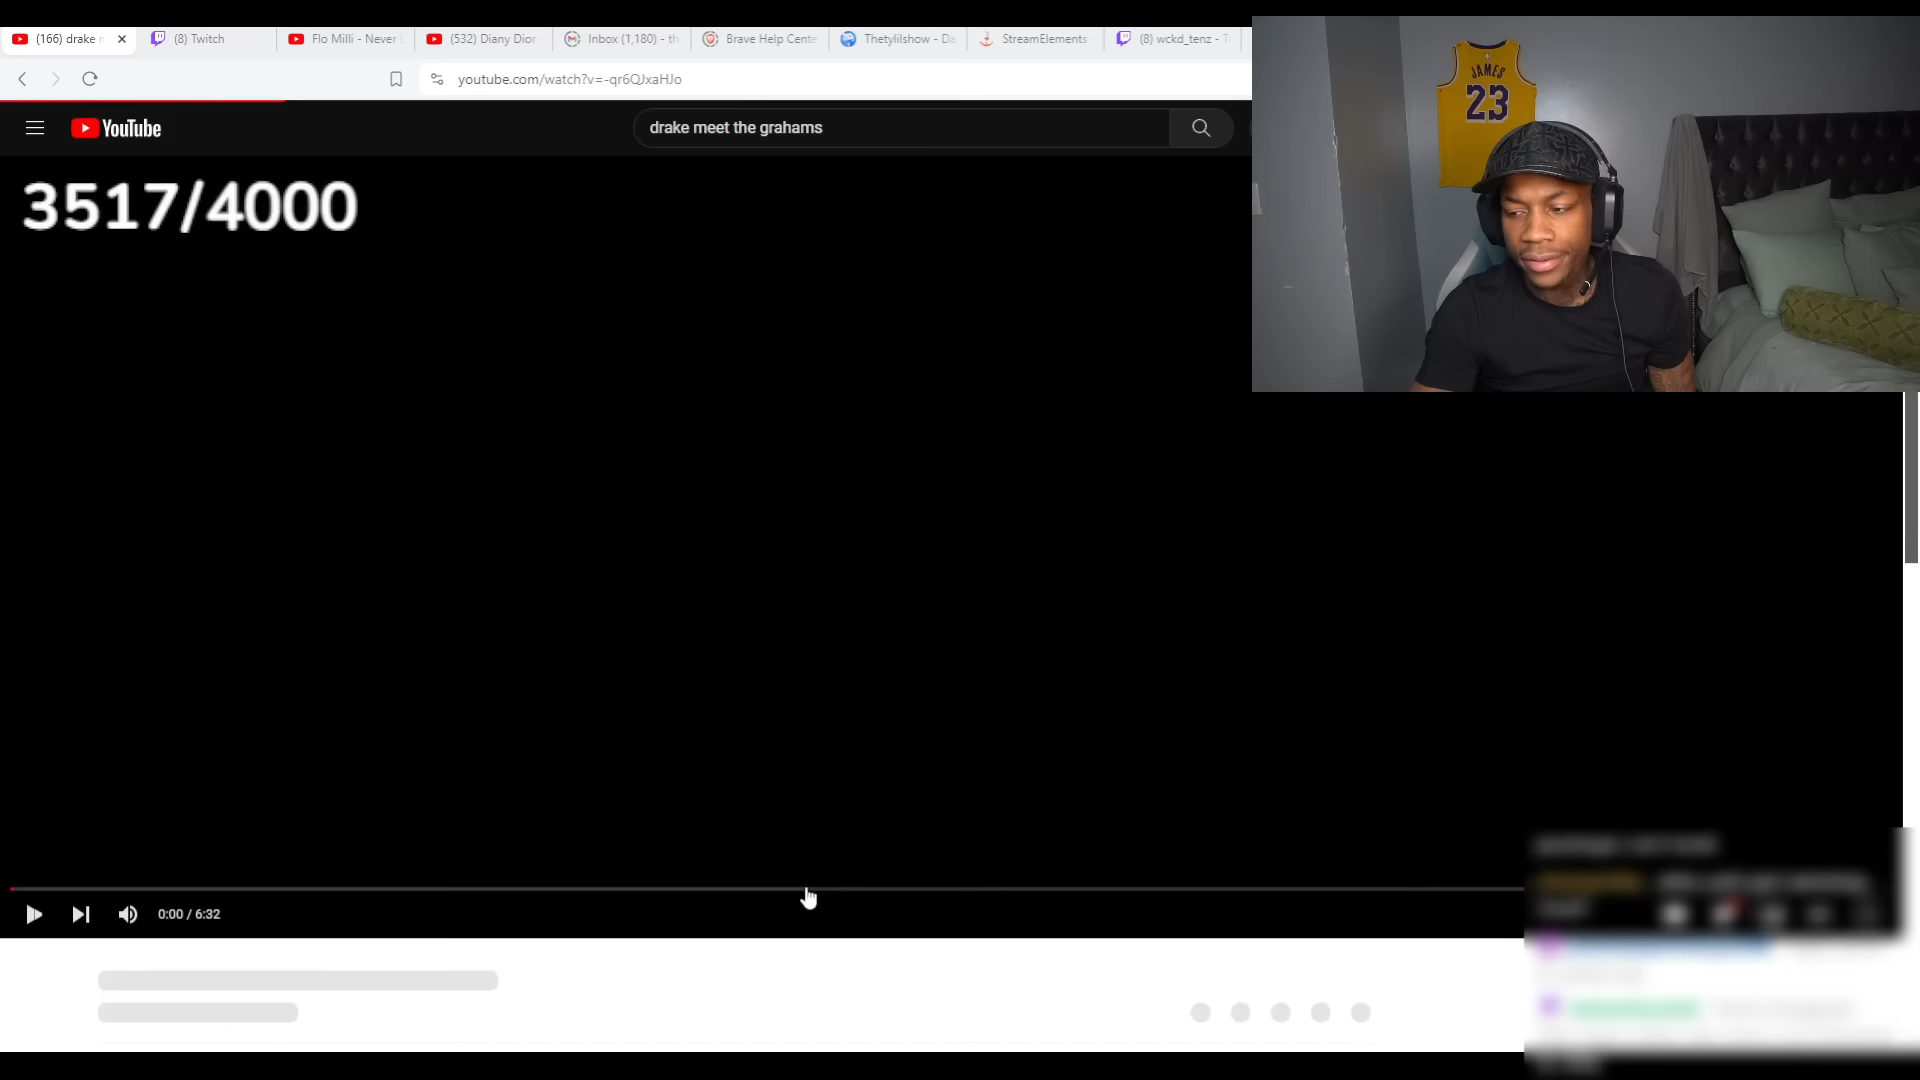 (166) drake
(8) Twitch
Flo Milli - Never
(532) Diany Dior
Inbox (1,180) - th
Brave Help Cente
Thetylilshow - Da
StreamElements
(8) wckd_tenz - T
youtube.com/watch?v=-qr6QJxaHJo
YouTube
drake meet the grahams
3517/4000
JAMES
23
0:00 / 6:32